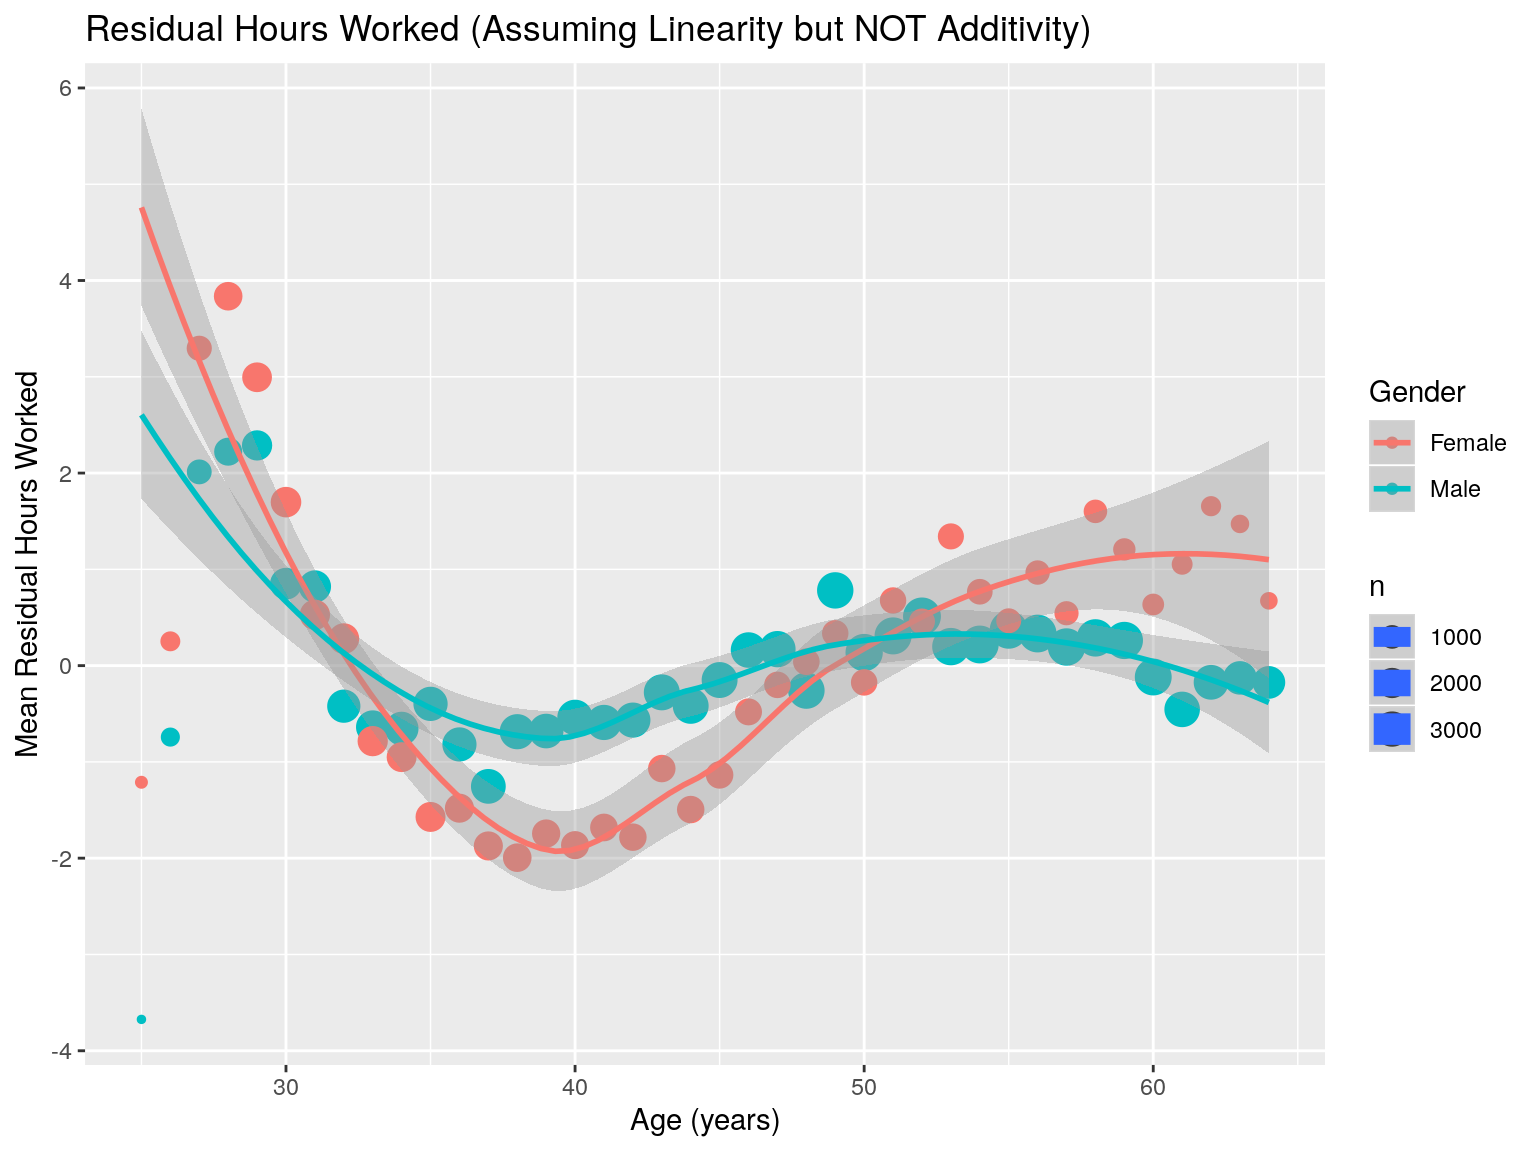 Residual Hours Worked (Assuming Linearity but NOT Additivity)
Mean Residual Hours Worked
6
4
2
0
-2
-4
30
40
50
60
Age (years)
Gender
Female
Male
n
1000
2000
3000